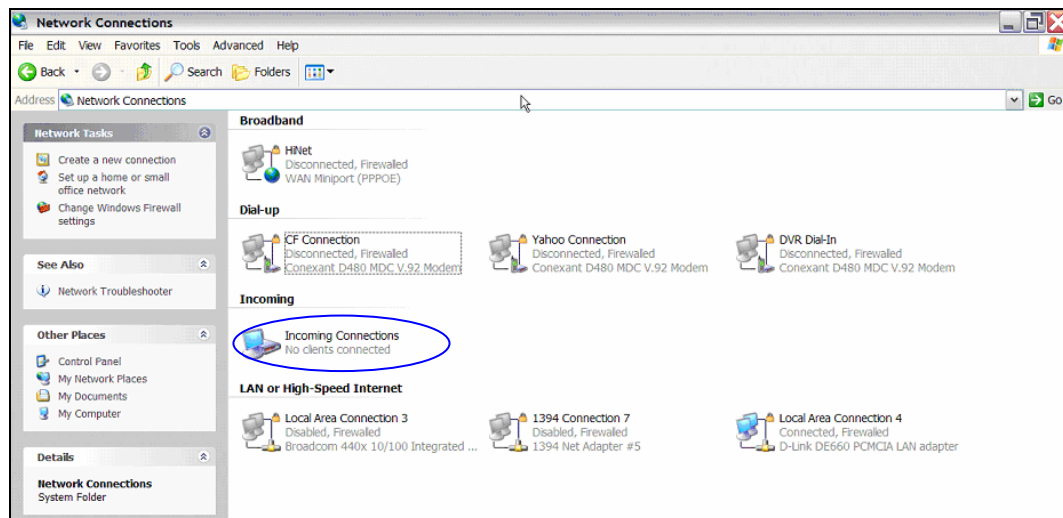 Network Connections
File Edit View Favorites Tools Advanced Help
Back Search Folders
Address Network Connections Go
Network Tasks
Create a new connection
Set up a home or small
office network
Change Windows Firewall
settings
See Also
Network Troubleshooter
Other Places
Control Panel
My Network Places
My Documents
My Computer
Details
Network Connections
System Folder
Broadband
HiNet
Disconnected, Firewalled
WAN Miniport (PPPOE)
Dial-up
CF Connection
Disconnected, Firewalled
Conexant D480 MDC V.92 Modem
Yahoo Connection
Disconnected, Firewalled
Conexant D480 MDC V.92 Modem
DVR Dial-In
Disconnected, Firewalled
Conexant D480 MDC V.92 Modem
Incoming
Incoming Connections
No clients connected
LAN or High-Speed Internet
Local Area Connection 3
Disabled, Firewalled
Broadcom 440x 10/100 Integrated ...
1394 Connection 7
Disabled, Firewalled
1394 Net Adapter #5
Local Area Connection 4
Connected, Firewalled
D-Link DE660 PCMCIA LAN adapter